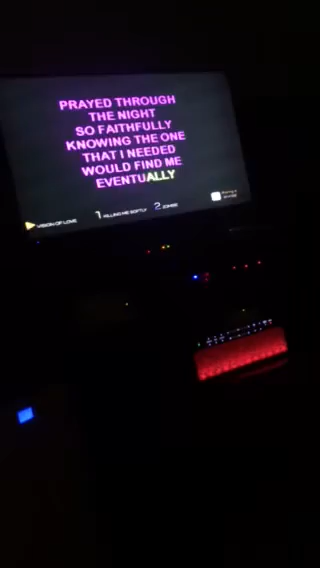 PRAYED THROUGH
THE NIGHT
SO FAITHFULLY
KNOWING THE ONE
THAT I NEEDED
WOULD FIND ME
EVENTUALLY
VISION OF LOVE
1 KILLING ME SOFTLY
2 ZOMBIE